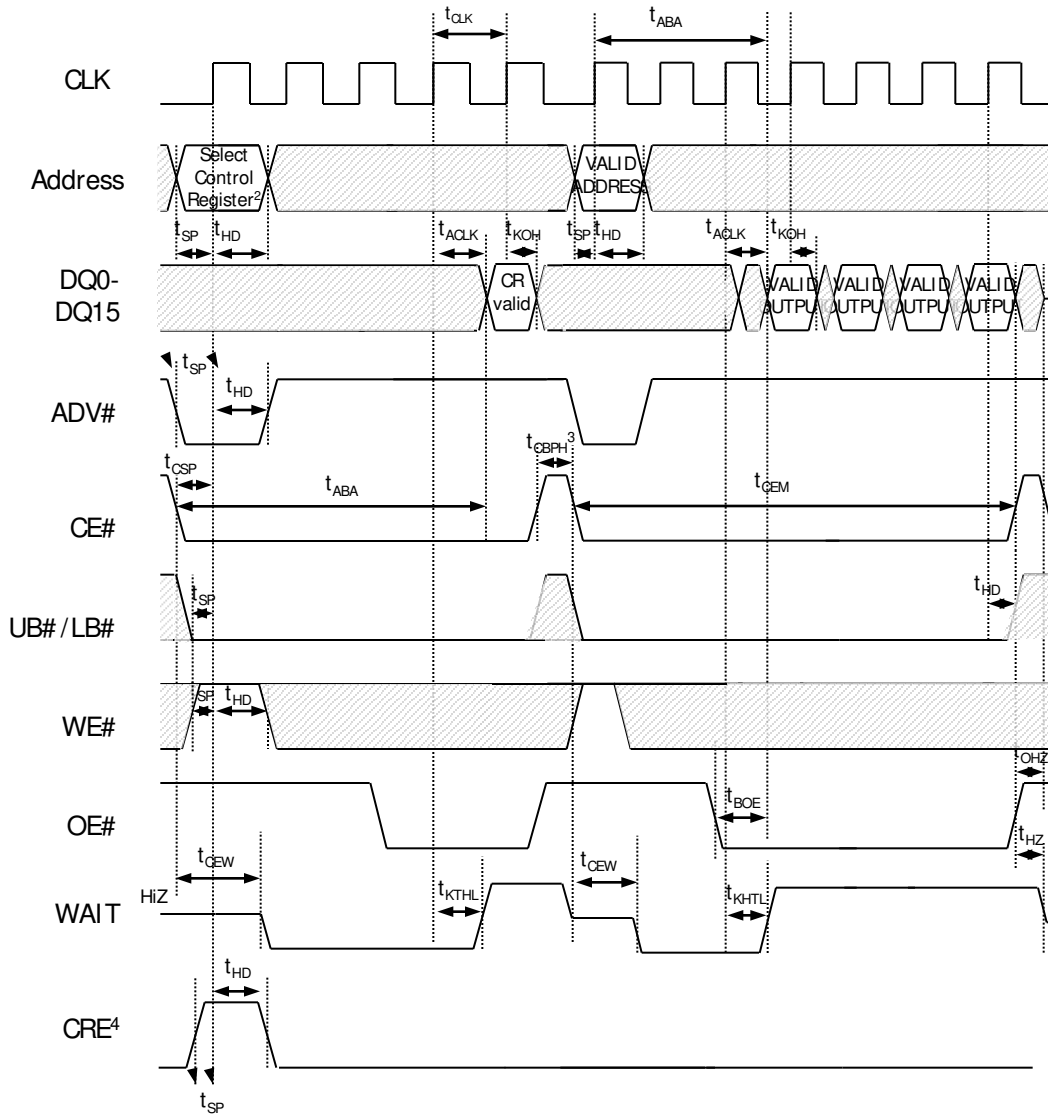 tCLK tABA
CLK
Address
Select
Control
Register2
VALID
ADDRESS
tSP tHD tACLK tKOH tSP tHD tACLK tKOH
DQ0-
DQ15
CR
valid
VALID
OUTPUT
VALID
OUTPUT
VALID
OUTPUT
VALID
OUTPUT
tSP
tHD
ADV#
tCBPH3
tCSP
tABA
tCEM
CE#
tSP
tHD
UB# / LB#
SP tHD
WE#
tOHZ
tBOE
OE#
tHZ
tCEW
tCEW
HiZ
WAIT
tKTHL
tKHTL
tHD
CRE4
tSP